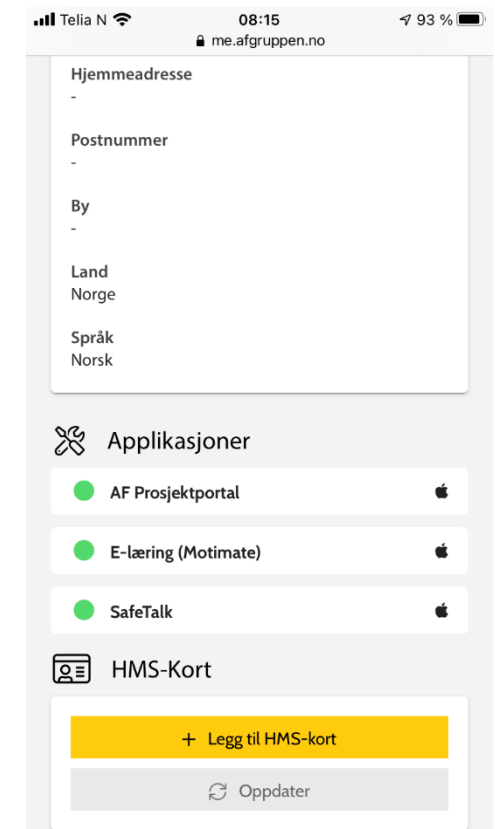 Telia N 08:15 93 %
me.afgruppen.no
Hjemmeadresse
-
Postnummer
-
By
-
Land
Norge
Språk
Norsk
Applikasjoner
AF Prosjektportal
E-læring (Motimate)
SafeTalk
HMS-Kort
+ Legg til HMS-kort
Oppdater